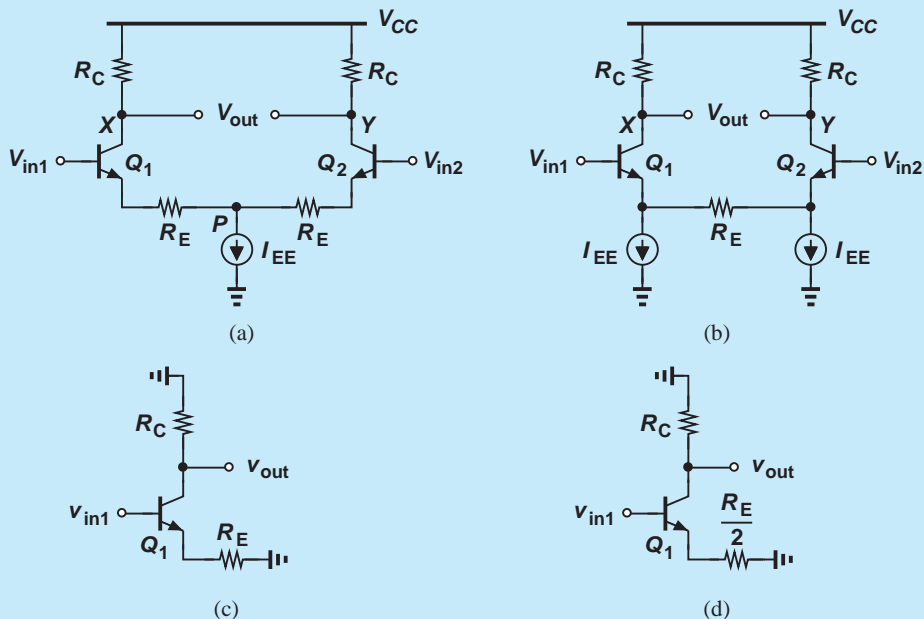 V_CC V_CC
R_C R_C R_C R_C
X V_out Y X V_out Y
V_in1 Q_1 Q_2 V_in2 V_in1 Q_1 Q_2 V_in2
R_E P R_E R_E
I_EE I_EE I_EE
(a) (b)
R_C R_C
v_out v_out
v_in1 Q_1 R_E v_in1 Q_1 R_E/2
(c) (d)